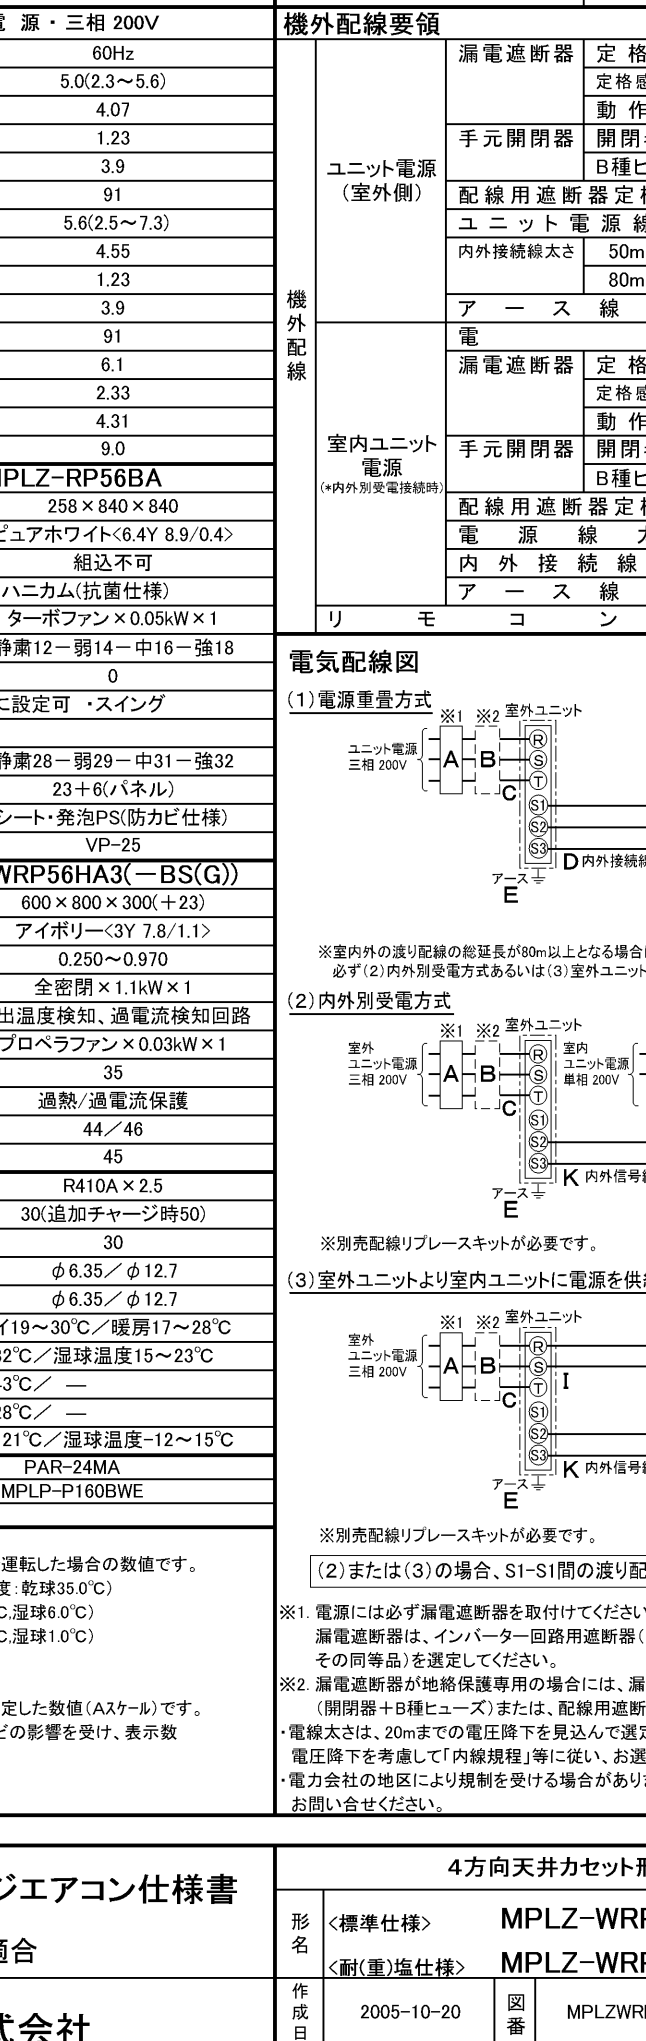 電 源 ・ 三相 200V
60Hz
5.0(2.3～5.6)
4.07
1.23
3.9
91
5.6(2.5～7.3)
4.55
1.23
3.9
91
6.1
2.33
4.31
9.0
MPLZ-RP56BA
258×840×840
ピュアホワイト<6.4Y 8.9/0.4>
組込不可
ハニカム(抗菌仕様)
ターボファン×0.05kW×1
静粛12－弱14－中16－強18
0
に設定可 ・スイング
静粛28－弱29－中31－強32
23＋6(パネル)
シート・発泡PS(防カビ仕様)
VP-25
WRP56HA3(－BS(G))
600×800×300(＋23)
アイボリー<3Y 7.8/1.1>
0.250～0.970
全密閉×1.1kW×1
出温度検知、過電流検知回路
プロペラファン×0.03kW×1
35
過熱/過電流保護
44／46
45
R410A×2.5
30(追加チャージ時50)
30
φ6.35／φ12.7
φ6.35／φ12.7
イ19～30℃／暖房17～28℃
32℃／湿球温度15～23℃
3℃／ ―
8℃／ ―
21℃／湿球温度-12～15℃
PAR-24MA
MPLP-P160BWE
運転した場合の数値です。
度：乾球35.0℃)
C,湿球6.0℃)
C,湿球1.0℃)
定した数値(Aスケール)です。
どの影響を受け、表示数
機外配線要領
機外配線
ユニット電源
(室外側)
漏電遮断器 定 格
定格感
動 作
手元開閉器 開閉
B種ヒ
配線用遮断器定
ユニット電源線
内外接続線太さ 50m
80m
ア ー ス 線
室内ユニット
電源
(*内外別受電接続時)
電
漏電遮断器 定 格
定格感
動 作
手元開閉器 開閉
B種ヒ
配線用遮断器定
電 源 線
内 外 接 続 線
ア ー ス 線
リ モ コ ン
電気配線図
(1)電源重畳方式
※1 ※2 室外ユニット
ユニット電源
三相 200V
A B C
R
S
T
S1
S2
S3
D 内外接続線
アース
E
※室内外の渡り配線の総延長が80m以上となる場合
必ず(2)内外別受電方式あるいは(3)室外ユニット
(2)内外別受電方式
※1 ※2 室外ユニット
室外
ユニット電源
三相 200V
A B C
R
S
T
S1
S2
S3
室内
ユニット電源
単相 200V
K 内外信号
アース
E
※別売配線リプレースキットが必要です。
(3)室外ユニットより室内ユニットに電源を供
※1 ※2 室外ユニット
室外
ユニット電源
三相 200V
A B C
R
S
T
S1
S2
S3
I
K 内外信号
アース
E
※別売配線リプレースキットが必要です。
(2)または(3)の場合、S1-S1間の渡り配
※1. 電源には必ず漏電遮断器を取付けてください
漏電遮断器は、インバーター回路用遮断器(
その同等品)を選定してください。
※2. 漏電遮断器が地絡保護専用の場合には、漏
(開閉器＋B種ヒューズ)または、配線用遮断
・電線太さは、20mまでの電圧降下を見込んで選定
電圧降下を考慮して「内線規程」等に従い、お選
・電力会社の地区により規制を受ける場合があり
お問い合せください。
ジエアコン仕様書
適合
式会社
4方向天井カセット形
形名
<標準仕様> MPLZ-WRP
<耐(重)塩仕様> MPLZ-WRP
作成日
2005-10-20
図番
MPLZWRP